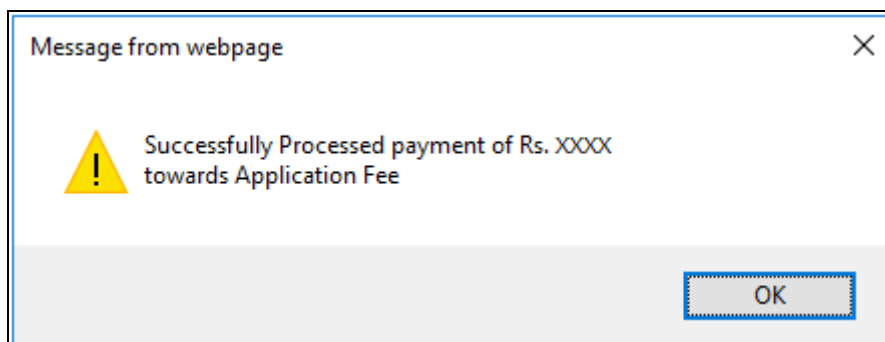 Message from webpage
Successfully Processed payment of Rs. XXXX
towards Application Fee
OK